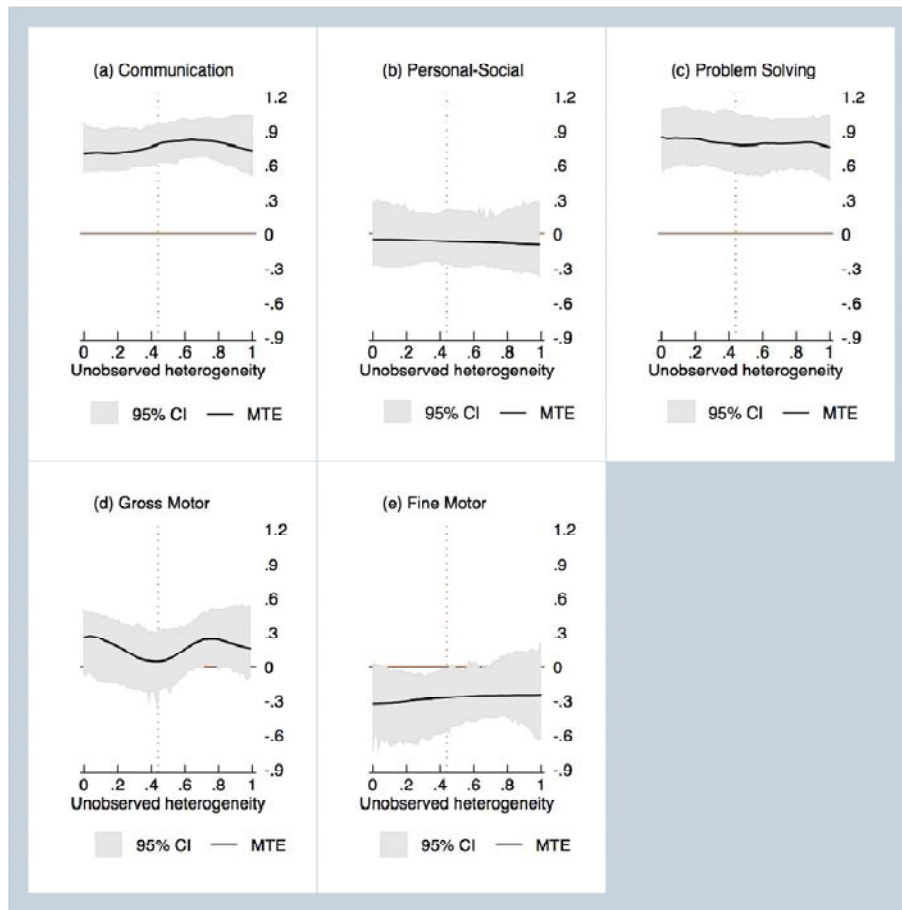 (a) Communication
1.2
.9
.6
.3
0
-.3
-.6
-.9
0 .2 .4 .6 .8 1
Unobserved heterogeneity
95% CI MTE
(b) Personal-Social
1.2
.9
.6
.3
0
-.3
-.6
-.9
0 .2 .4 .6 .8 1
Unobserved heterogeneity
95% CI MTE
(c) Problem Solving
1.2
.9
.6
.3
0
-.3
-.6
-.9
0 .2 .4 .6 .8 1
Unobserved heterogeneity
95% CI MTE
(d) Gross Motor
1.2
.9
.6
.3
0
-.3
-.6
-.9
0 .2 .4 .6 .8 1
Unobserved heterogeneity
95% CI MTE
(e) Fine Motor
1.2
.9
.6
.3
0
-.3
-.6
-.9
0 .2 .4 .6 .8 1
Unobserved heterogeneity
95% CI MTE